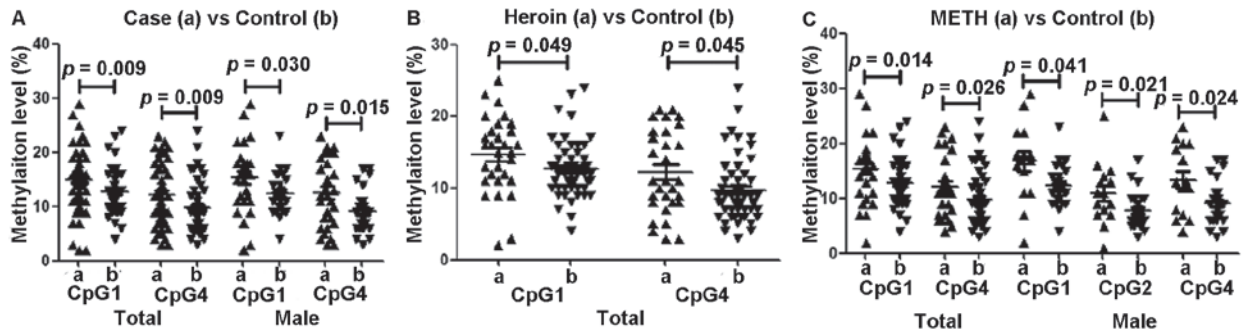 A
Case (a) vs Control (b)
Methylaiton level (%)
40
30
20
10
0
p = 0.009
p = 0.009
p = 0.030
p = 0.015
a b a b a b a b
CpG1 CpG4 CpG1 CpG4
Total Male
B
Heroin (a) vs Control (b)
Methylaiton level (%)
30
20
10
0
p = 0.049
p = 0.045
a b a b
CpG1 CpG4
Total
C
METH (a) vs Control (b)
Methylaiton level (%)
40
30
20
10
0
p = 0.014
p = 0.026
p = 0.041
p = 0.021
p = 0.024
a b a b a b a b a b
CpG1 CpG4 CpG1 CpG2 CpG4
Total Male